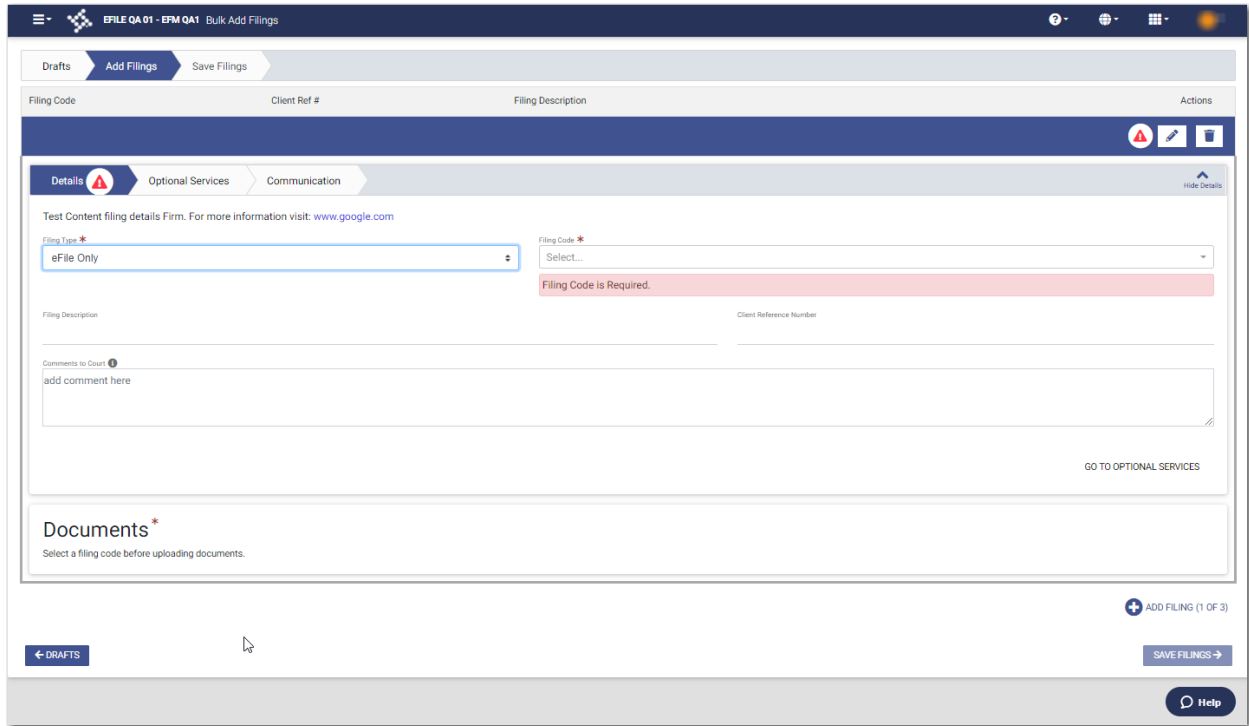 EFILE QA 01 - EFM QA1 Bulk Add Filings
Drafts Add Filings Save Filings
Filing Code Client Ref # Filing Description Actions
Details Optional Services Communication
Hide Details
Test Content filing details Firm. For more information visit: www.google.com
Filing Type * Filing Code *
eFile Only Select...
Filing Code is Required.
Filing Description Client Reference Number
Comments to Court
add comment here
GO TO OPTIONAL SERVICES
Documents*
Select a filing code before uploading documents.
ADD FILING (1 OF 3)
DRAFTS SAVE FILINGS
Help